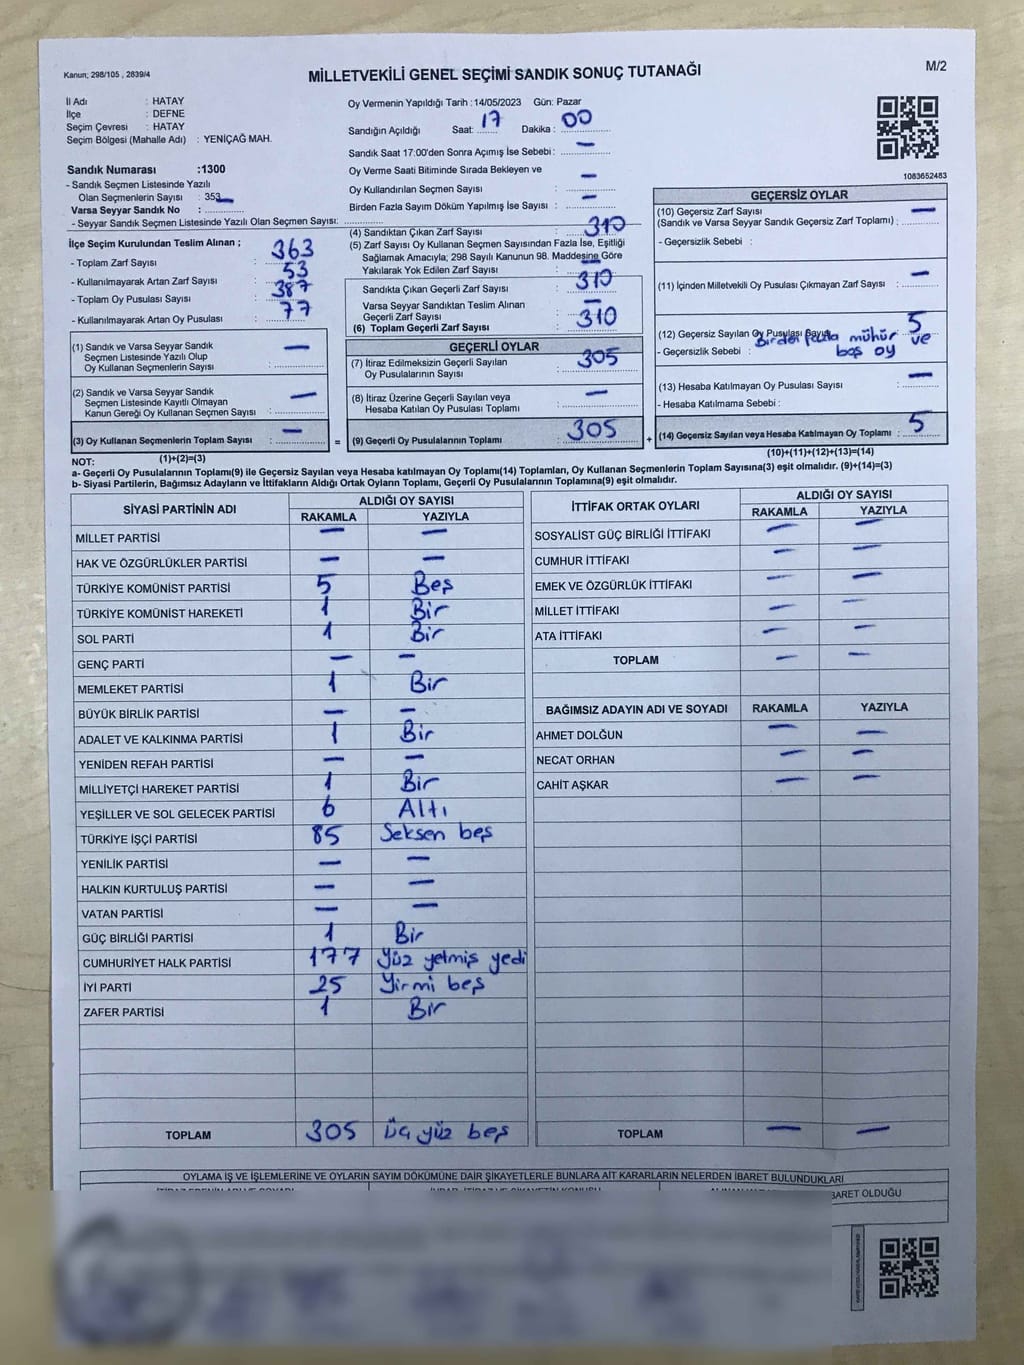 Kanun; 298/105 , 2839/4
MİLLETVEKİLİ GENEL SEÇİMİ SANDIK SONUÇ TUTANAĞI
M/2
İl Adı : HATAY
İlçe : DEFNE
Seçim Çevresi : HATAY
Seçim Bölgesi (Mahalle Adı) : YENİÇAĞ MAH.
Sandık Numarası :1300
- Sandık Seçmen Listesinde Yazılı
Olan Seçmenlerin Sayısı : 353
Varsa Seyyar Sandık No :
- Seyyar Sandık Seçmen Listesinde Yazılı Olan Seçmen Sayısı:
Oy Vermenin Yapıldığı Tarih :14/05/2023 Gün: Pazar
Sandığın Açıldığı Saat: 17 Dakika : 00
Sandık Saat 17:00'den Sonra Açımış İse Sebebi : —
Oy Verme Saati Bitiminde Sırada Bekleyen ve
Oy Kullandırılan Seçmen Sayısı : —
Birden Fazla Sayım Döküm Yapılmış İse Sayısı : —
1083652483
İlçe Seçim Kurulundan Teslim Alınan ;
- Toplam Zarf Sayısı : 363
- Kullanılmayarak Artan Zarf Sayısı : 53
- Toplam Oy Pusulası Sayısı : 387
- Kullanılmayarak Artan Oy Pusulası : 77
(4) Sandıktan Çıkan Zarf Sayısı : 310
(5) Zarf Sayısı Oy Kullanan Seçmen Sayısından Fazla İse, Eşitliği
Sağlamak Amacıyla; 298 Sayılı Kanunun 98. Maddesine Göre
Yakılarak Yok Edilen Zarf Sayısı : —
Sandıkta Çıkan Geçerli Zarf Sayısı : 310
Varsa Seyyar Sandıktan Teslim Alınan
Geçerli Zarf Sayısı : —
(6) Toplam Geçerli Zarf Sayısı : 310
GEÇERSİZ OYLAR
(10) Geçersiz Zarf Sayısı
(Sandık ve Varsa Seyyar Sandık Geçersiz Zarf Toplamı) : —
- Geçersizlik Sebebi :
(11) İçinden Milletvekili Oy Pusulası Çıkmayan Zarf Sayısı : —
(12) Geçersiz Sayılan Oy Pusulası Sayısı 5
- Geçersizlik Sebebi : Birden fazla mühür ve
boş oy
(13) Hesaba Katılmayan Oy Pusulası Sayısı : —
- Hesaba Katılmama Sebebi :
(14) Geçersiz Sayılan veya Hesaba Katılmayan Oy Toplamı : 5
(10)+(11)+(12)+(13)=(14)
(1) Sandık ve Varsa Seyyar Sandık
Seçmen Listesinde Yazılı Olup
Oy Kullanan Seçmenlerin Sayısı : —
(2) Sandık ve Varsa Seyyar Sandık
Seçmen Listesinde Kayıtlı Olmayan
Kanun Gereği Oy Kullanan Seçmen Sayısı : —
(3) Oy Kullanan Seçmenlerin Toplam Sayısı : —
(1)+(2)=(3)
GEÇERLİ OYLAR
(7) İtiraz Edilmeksizin Geçerli Sayılan
Oy Pusulalarının Sayısı : 305
(8) İtiraz Üzerine Geçerli Sayılan veya
Hesaba Katılan Oy Pusulası Toplamı : —
= (9) Geçerli Oy Pusulalarının Toplamı : 305 +
NOT:
a- Geçerli Oy Pusulalarının Toplamı(9) ile Geçersiz Sayılan veya Hesaba katılmayan Oy Toplamı(14) Toplamları, Oy Kullanan Seçmenlerin Toplam Sayısına(3) eşit olmalıdır. (9)+(14)=(3)
b- Siyasi Partilerin, Bağımsız Adayların ve İttifakların Aldığı Ortak Oyların Toplamı, Geçerli Oy Pusulalarının Toplamına(9) eşit olmalıdır.
SİYASİ PARTİNİN ADI ALDIĞI OY SAYISI
RAKAMLA YAZIYLA
MİLLET PARTİSİ — —
HAK VE ÖZGÜRLÜKLER PARTİSİ — —
TÜRKİYE KOMÜNİST PARTİSİ 5 Beş
TÜRKİYE KOMÜNİST HAREKETİ 1 Bir
SOL PARTİ 1 Bir
GENÇ PARTİ — —
MEMLEKET PARTİSİ 1 Bir
BÜYÜK BİRLİK PARTİSİ — —
ADALET VE KALKINMA PARTİSİ 1 Bir
YENİDEN REFAH PARTİSİ — —
MİLLİYETÇİ HAREKET PARTİSİ 1 Bir
YEŞİLLER VE SOL GELECEK PARTİSİ 6 Altı
TÜRKİYE İŞÇİ PARTİSİ 85 Seksen beş
YENİLİK PARTİSİ — —
HALKIN KURTULUŞ PARTİSİ — —
VATAN PARTİSİ — —
GÜÇ BİRLİĞİ PARTİSİ 1 Bir
CUMHURİYET HALK PARTİSİ 177 Yüz yetmiş yedi
İYİ PARTİ 25 Yirmi beş
ZAFER PARTİSİ 1 Bir
TOPLAM 305 Üç yüz beş
İTTİFAK ORTAK OYLARI ALDIĞI OY SAYISI
RAKAMLA YAZIYLA
SOSYALİST GÜÇ BİRLİĞİ İTTİFAKI — —
CUMHUR İTTİFAKI — —
EMEK VE ÖZGÜRLÜK İTTİFAKI — —
MİLLET İTTİFAKI — —
ATA İTTİFAKI — —
TOPLAM — —
BAĞIMSIZ ADAYIN ADI VE SOYADI RAKAMLA YAZIYLA
AHMET DOLĞUN — —
NECAT ORHAN — —
CAHİT AŞKAR — —
TOPLAM — —
OYLAMA İŞ VE İŞLEMLERİNE VE OYLARIN SAYIM DÖKÜMÜNE DAİR ŞİKAYETLERLE BUNLARA AİT KARARLARIN NELERDEN İBARET BULUNDUKLARI
BARET OLDUĞU